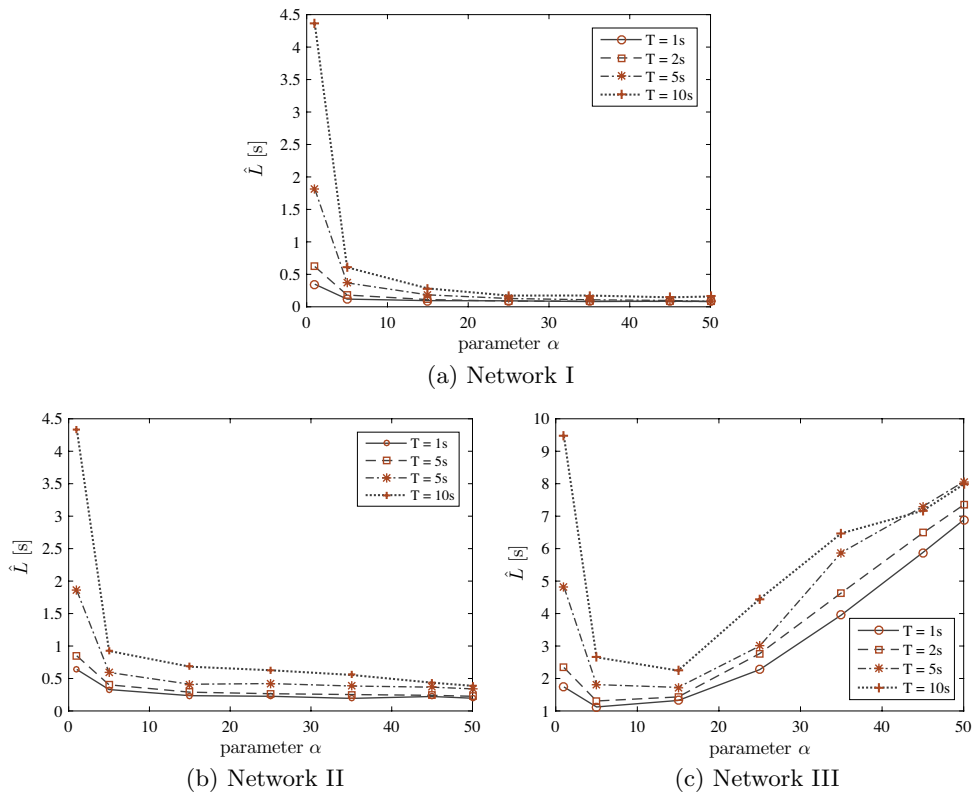 4.5
4
3.5
3
2.5
2
1.5
1
0.5
0
L̂ [s]
T = 1s
T = 2s
T = 5s
T = 10s
0 10 20 30 40 50
parameter α
(a) Network I
4.5
4
3.5
3
2.5
2
1.5
1
0.5
0
L̂ [s]
T = 1s
T = 5s
T = 5s
T = 10s
0 10 20 30 40 50
parameter α
(b) Network II
10
9
8
7
6
5
4
3
2
1
L̂ [s]
T = 1s
T = 2s
T = 5s
T = 10s
0 10 20 30 40 50
parameter α
(c) Network III